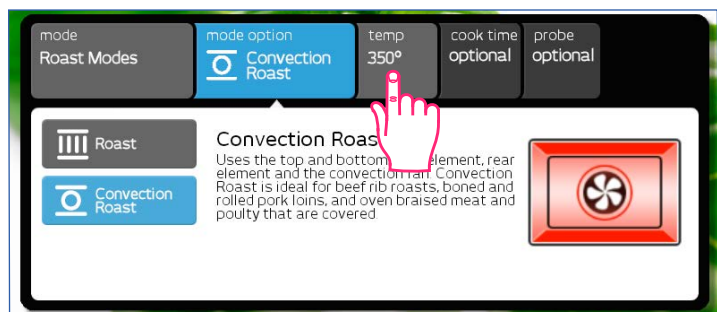 mode
Roast Modes
mode option
Convection
Roast
temp
350°
cook time
optional
probe
optional
Roast
Convection
Roast
Convection
Uses the top and element, rear
element and the convection fan. Convection
Roast is ideal for beef rib roasts, boned and
rolled pork loins, and oven braised meat and
poulty that are covered.